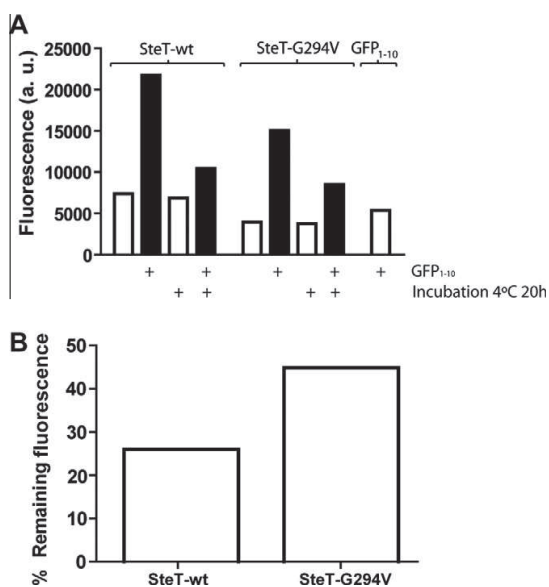 A
SteT-wt SteT-G294V GFP1-10
Fluorescence (a. u.)
25000
20000
15000
10000
5000
0
+ + + + + GFP1-10
+ + + + Incubation 4ºC 20h
B
% Remaining fluorescence
50
40
30
20
10
0
SteT-wt SteT-G294V